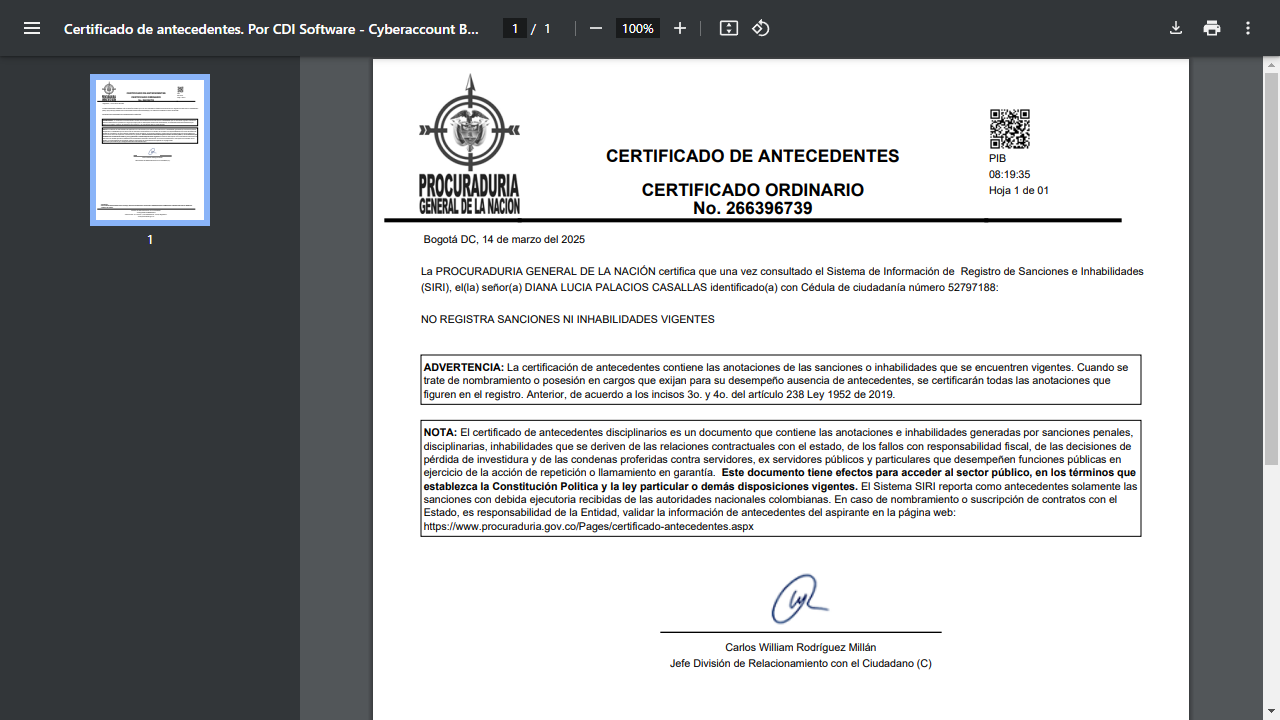 Certificado de antecedentes. Por CDI Software - Cyberaccount B...
1 / 1
100%
1
PROCURADURIA
GENERAL DE LA NACION
CERTIFICADO DE ANTECEDENTES
CERTIFICADO ORDINARIO
No. 266396739
PIB
08:19:35
Hoja 1 de 01
Bogotá DC, 14 de marzo del 2025
La PROCURADURIA GENERAL DE LA NACIÓN certifica que una vez consultado el Sistema de Información de Registro de Sanciones e Inhabilidades
(SIRI), el(la) señor(a) DIANA LUCIA PALACIOS CASALLAS identificado(a) con Cédula de ciudadanía número 52797188:
NO REGISTRA SANCIONES NI INHABILIDADES VIGENTES
ADVERTENCIA: La certificación de antecedentes contiene las anotaciones de las sanciones o inhabilidades que se encuentren vigentes. Cuando se
trate de nombramiento o posesión en cargos que exijan para su desempeño ausencia de antecedentes, se certificarán todas las anotaciones que
figuren en el registro. Anterior, de acuerdo a los incisos 3o. y 4o. del artículo 238 Ley 1952 de 2019.
NOTA: El certificado de antecedentes disciplinarios es un documento que contiene las anotaciones e inhabilidades generadas por sanciones penales,
disciplinarias, inhabilidades que se deriven de las relaciones contractuales con el estado, de los fallos con responsabilidad fiscal, de las decisiones de
pérdida de investidura y de las condenas proferidas contra servidores, ex servidores públicos y particulares que desempeñen funciones públicas en
ejercicio de la acción de repetición o llamamiento en garantía. Este documento tiene efectos para acceder al sector público, en los términos que
establezca la Constitución Política y la ley particular o demás disposiciones vigentes. El Sistema SIRI reporta como antecedentes solamente las
sanciones con debida ejecutoria recibidas de las autoridades nacionales colombianas. En caso de nombramiento o suscripción de contratos con el
Estado, es responsabilidad de la Entidad, validar la información de antecedentes del aspirante en la página web:
https://www.procuraduria.gov.co/Pages/certificado-antecedentes.aspx
Carlos William Rodríguez Millán
Jefe División de Relacionamiento con el Ciudadano (C)